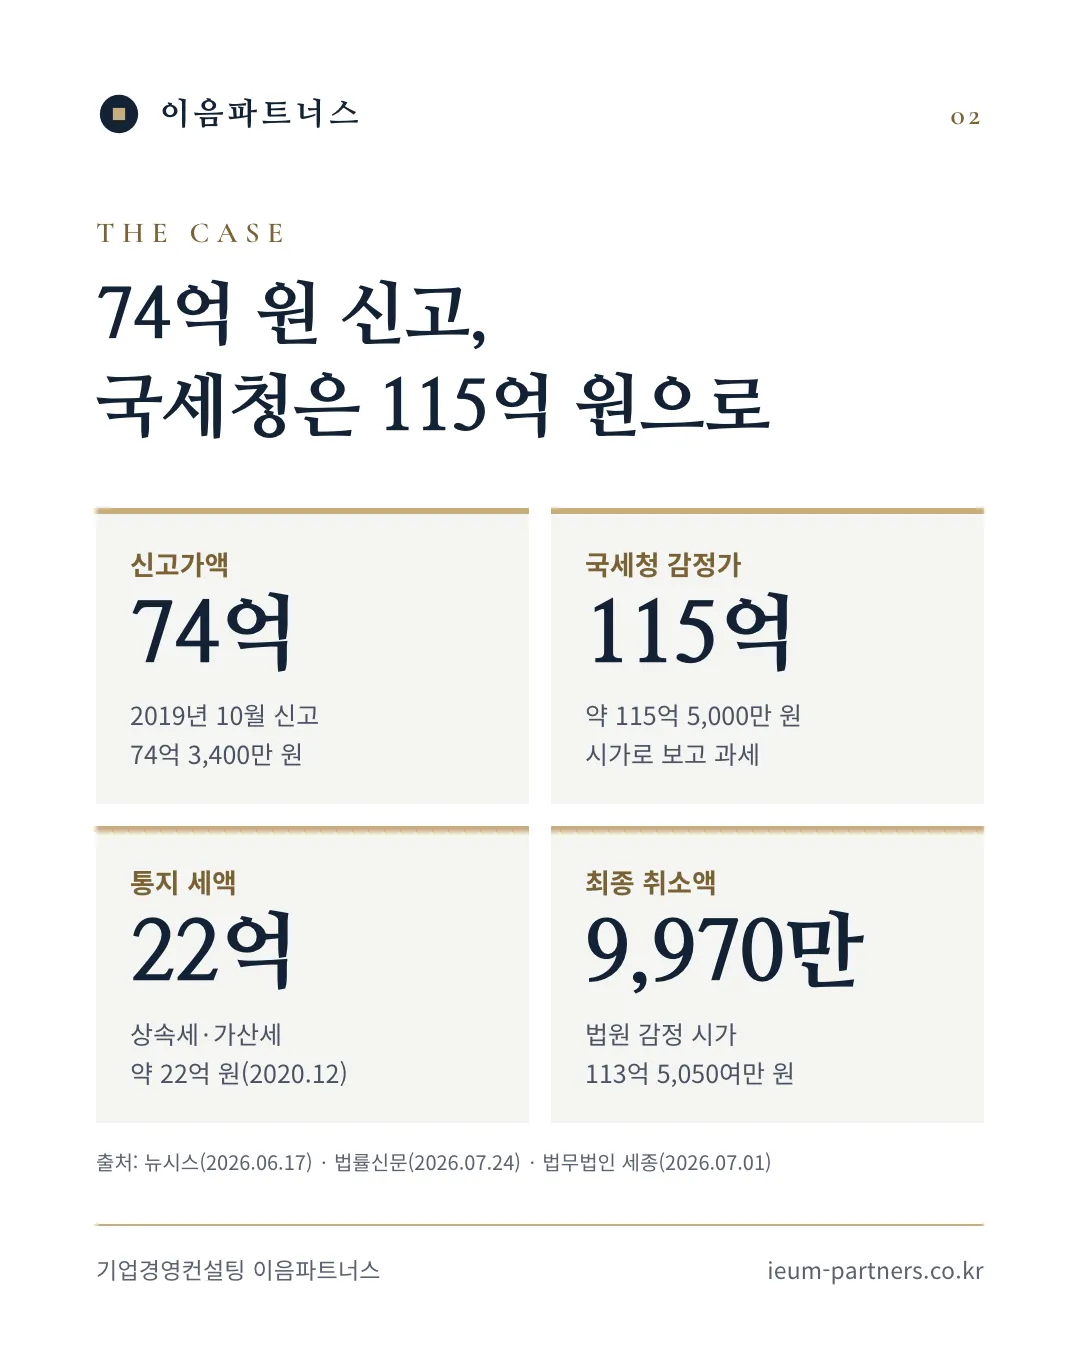 이음파트너스
02
THE CASE
74억 원 신고,
국세청은 115억 원으로
신고가액
74억
2019년 10월 신고
74억 3,400만 원
국세청 감정가
115억
약 115억 5,000만 원
시가로 보고 과세
통지 세액
22억
상속세·가산세
약 22억 원(2020.12)
최종 취소액
9,970만
법원 감정 시가
113억 5,050여만 원
출처: 뉴시스(2026.06.17) · 법률신문(2026.07.24) · 법무법인 세종(2026.07.01)
기업경영컨설팅 이음파트너스
ieum-partners.co.kr